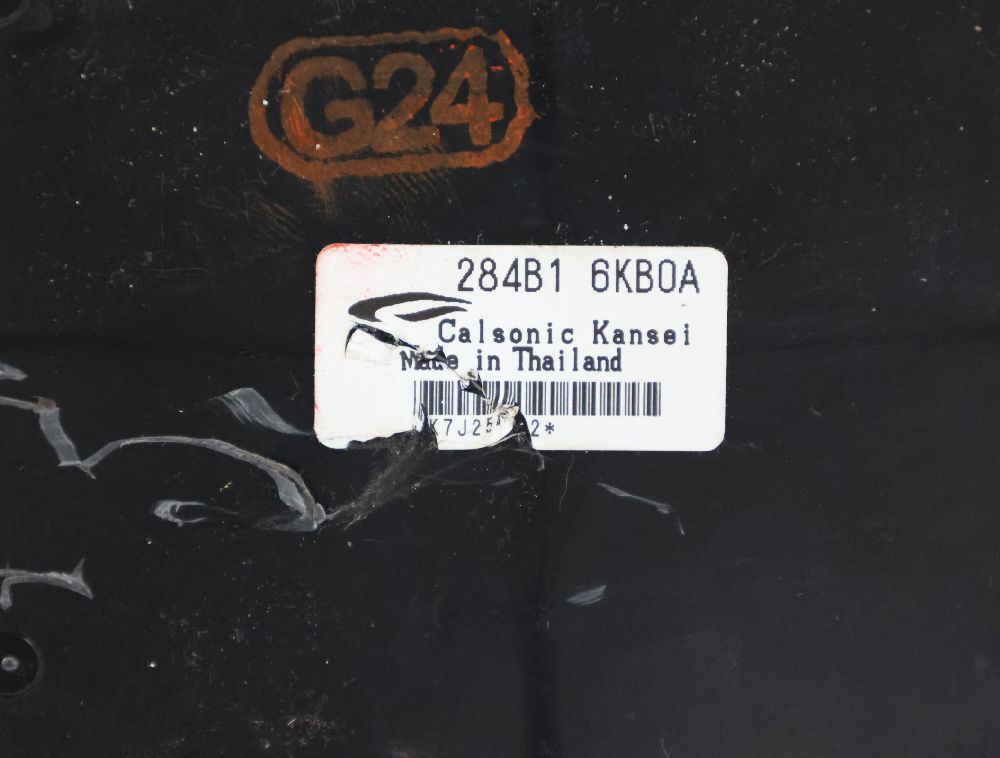 G24
284B1 6KB0A
Calsonic Kansei
Made in Thailand